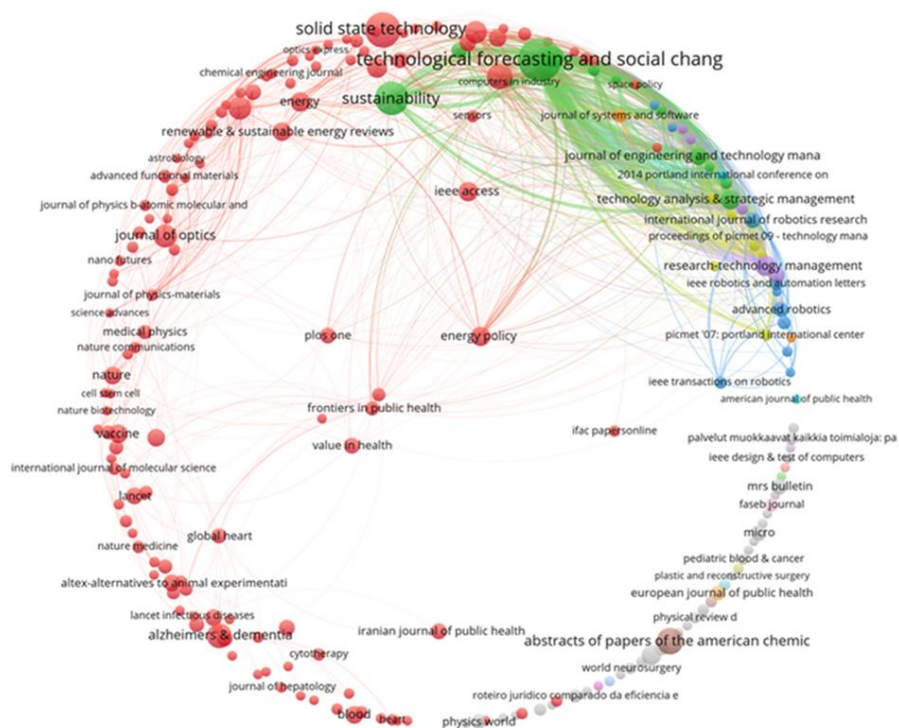 solid state technology
optics express
technological forecasting and social chang
chemical engineering journal
computers in industry
space policy
energy
sustainability
sensors
journal of systems and software
renewable & sustainable energy reviews
astrobiology
journal of engineering and technology mana
advanced functional materials
2014 portland international conference on
ieee access
technology analysis & strategic management
journal of physics b-atomic molecular and
international journal of robotics research
journal of optics
proceedings of picmet 09 - technology mana
nano futures
research-technology management
ieee robotics and automation letters
journal of physics-materials
science advances
advanced robotics
medical physics
plos one
energy policy
picmet '07: portland international center
nature communications
nature
ieee transactions on robotics
cell stem cell
american journal of public health
nature biotechnology
frontiers in public health
vaccine
ifac papersonline
palvelut muokkaavat kaikkia toimialoja: pa
value in health
ieee design & test of computers
international journal of molecular science
mrs bulletin
lancet
faseb journal
global heart
micro
nature medicine
pediatric blood & cancer
plastic and reconstructive surgery
altex-alternatives to animal experimentati
european journal of public health
lancet infectious diseases
physical review d
alzheimers & dementia
iranian journal of public health
abstracts of papers of the american chemic
cytotherapy
world neurosurgery
journal of hepatology
roteiro juridico comparado da eficiencia e
blood
heart
physics world